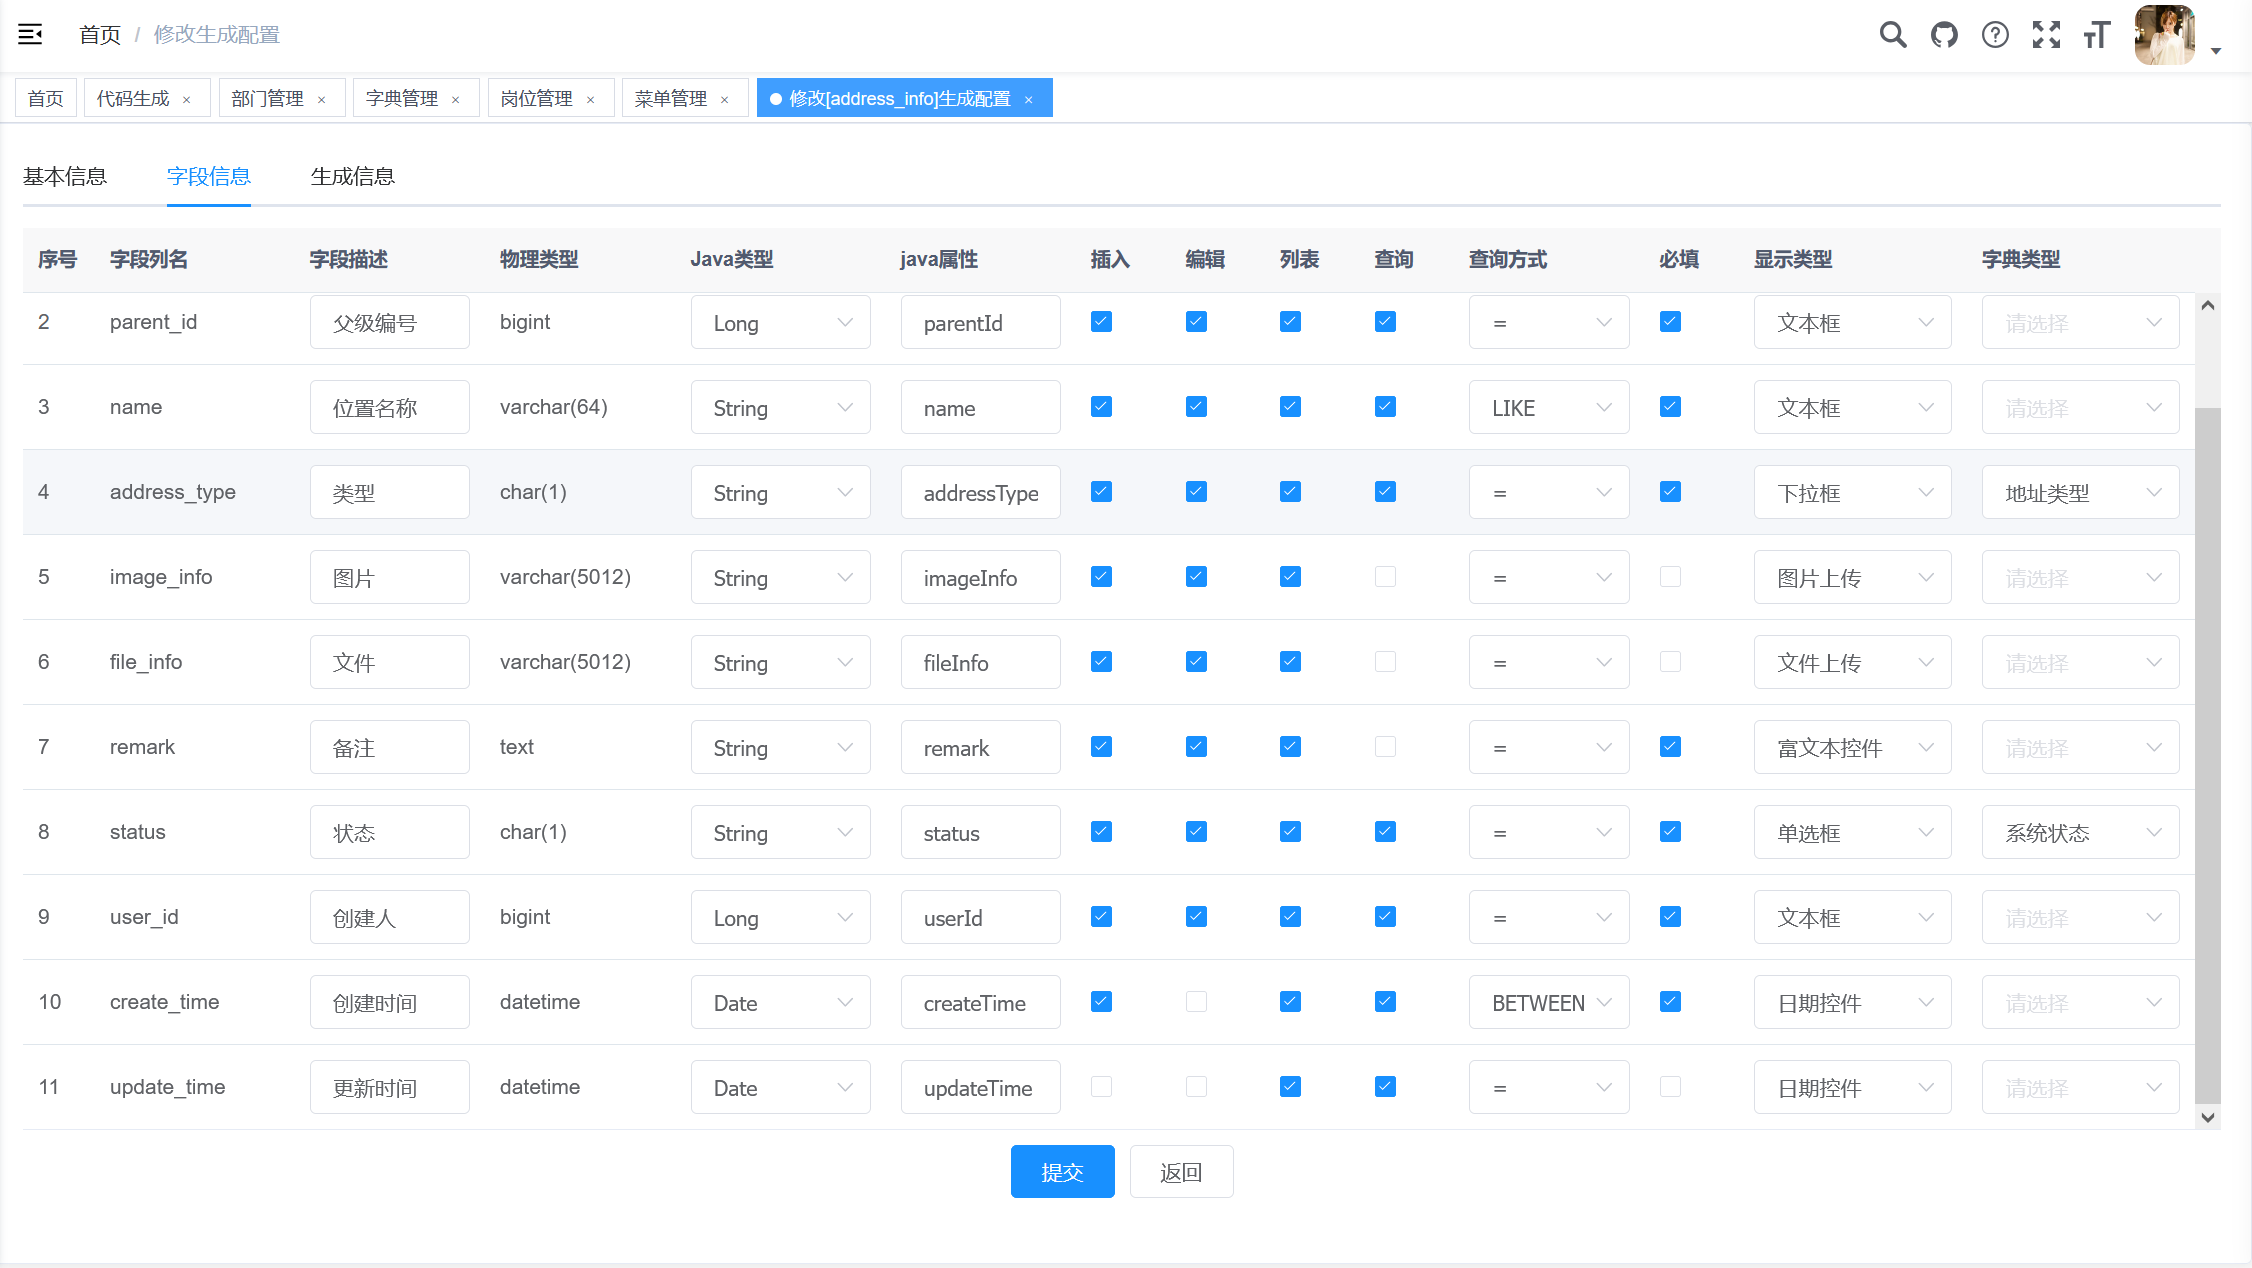 首页 / 修改生成配置
首页 代码生成 × 部门管理 × 字典管理 × 岗位管理 × 菜单管理 × 修改[address_info]生成配置 ×
基本信息 字段信息 生成信息
序号 字段列名 字段描述 物理类型 Java类型 java属性 插入 编辑 列表 查询 查询方式 必填 显示类型 字典类型
2 parent_id 父级编号 bigint Long parentId = 文本框 请选择
3 name 位置名称 varchar(64) String name LIKE 文本框 请选择
4 address_type 类型 char(1) String addressType = 下拉框 地址类型
5 image_info 图片 varchar(5012) String imageInfo = 图片上传 请选择
6 file_info 文件 varchar(5012) String fileInfo = 文件上传 请选择
7 remark 备注 text String remark = 富文本控件 请选择
8 status 状态 char(1) String status = 单选框 系统状态
9 user_id 创建人 bigint Long userId = 文本框 请选择
10 create_time 创建时间 datetime Date createTime BETWEEN 日期控件 请选择
11 update_time 更新时间 datetime Date updateTime = 日期控件 请选择
提交 返回